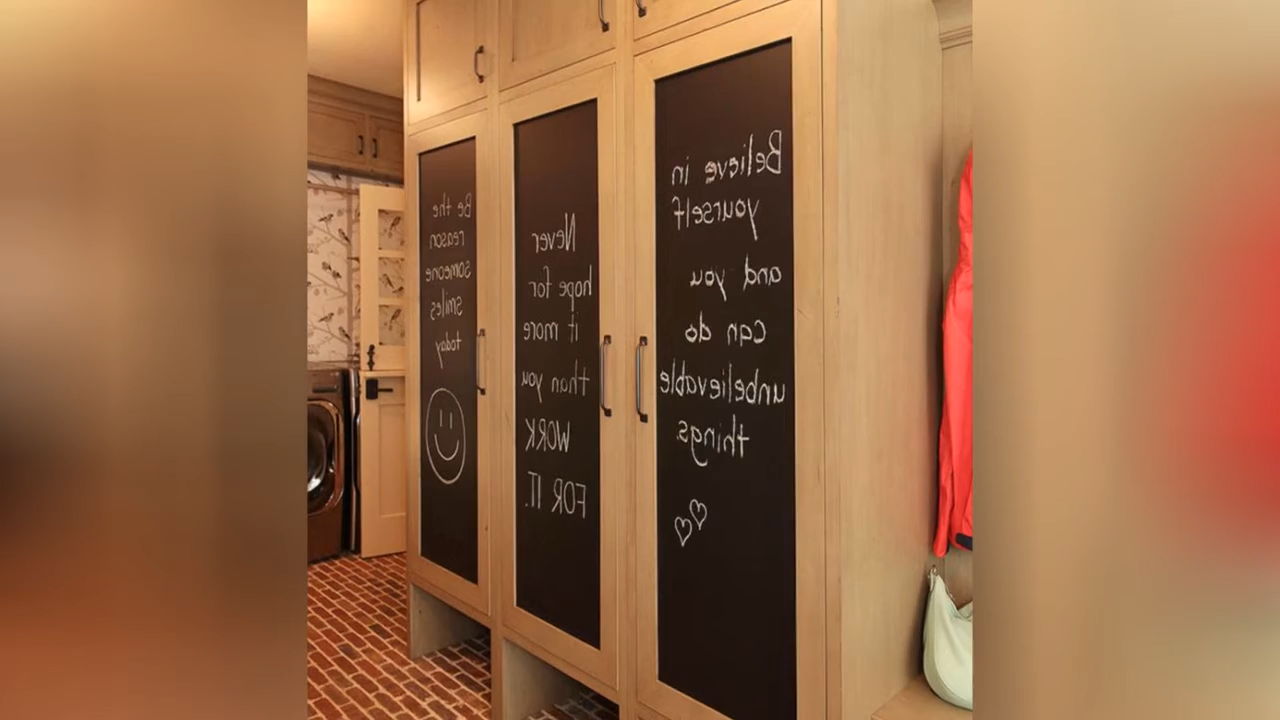 Be the
reason
someone
smiles
today
Never
hope for
it more
than you
WORK
FOR IT.
Believe in
yourself
and you
can do
unbelievable
things.